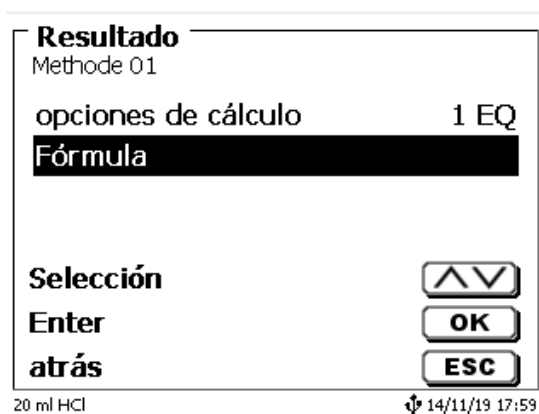 Resultado
Methode 01
opciones de cálculo 1 EQ
Fórmula
Selección
Enter OK
atrás ESC
20 ml HCl 14/11/19 17:59